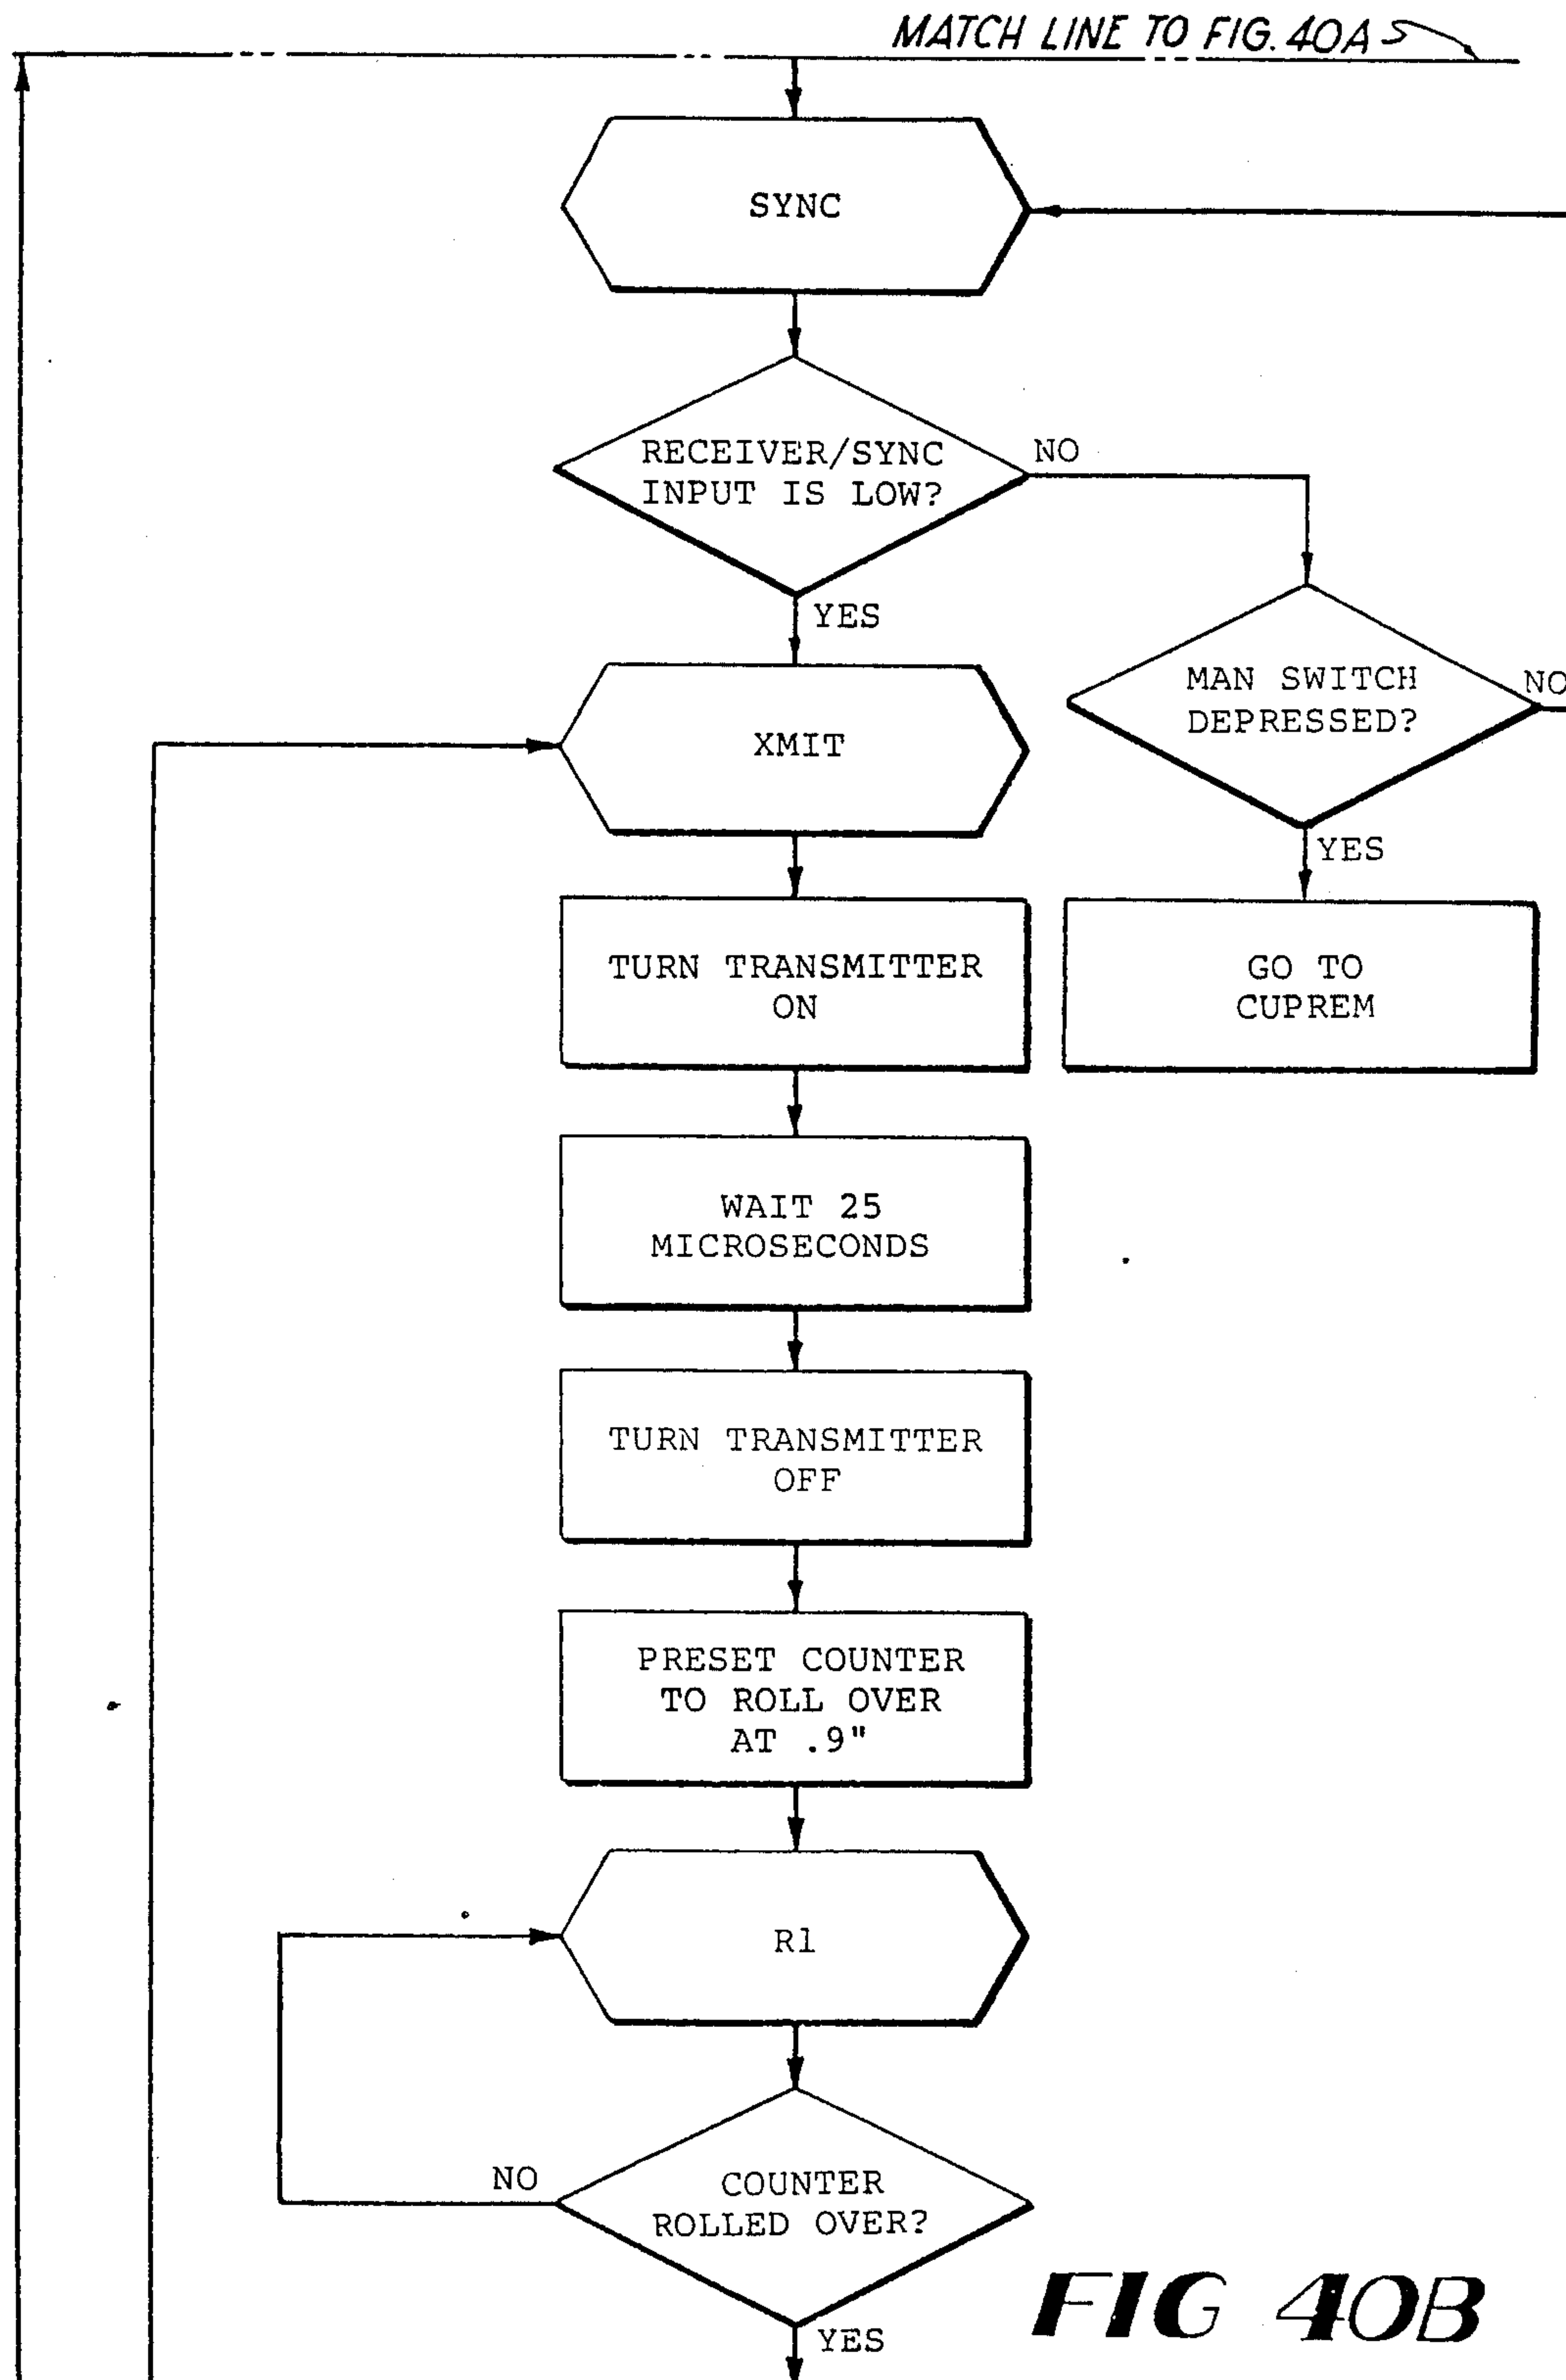 MATCH LINE TO FIG. 40A
SYNC
RECEIVER/SYNC
INPUT IS LOW?
NO
YES
MAN SWITCH
DEPRESSED?
NO
YES
XMIT
TURN TRANSMITTER
ON
GO TO
CUPREM
WAIT 25
MICROSECONDS
TURN TRANSMITTER
OFF
PRESET COUNTER
TO ROLL OVER
AT .9"
R1
COUNTER
ROLLED OVER?
NO
YES
FIG 40B